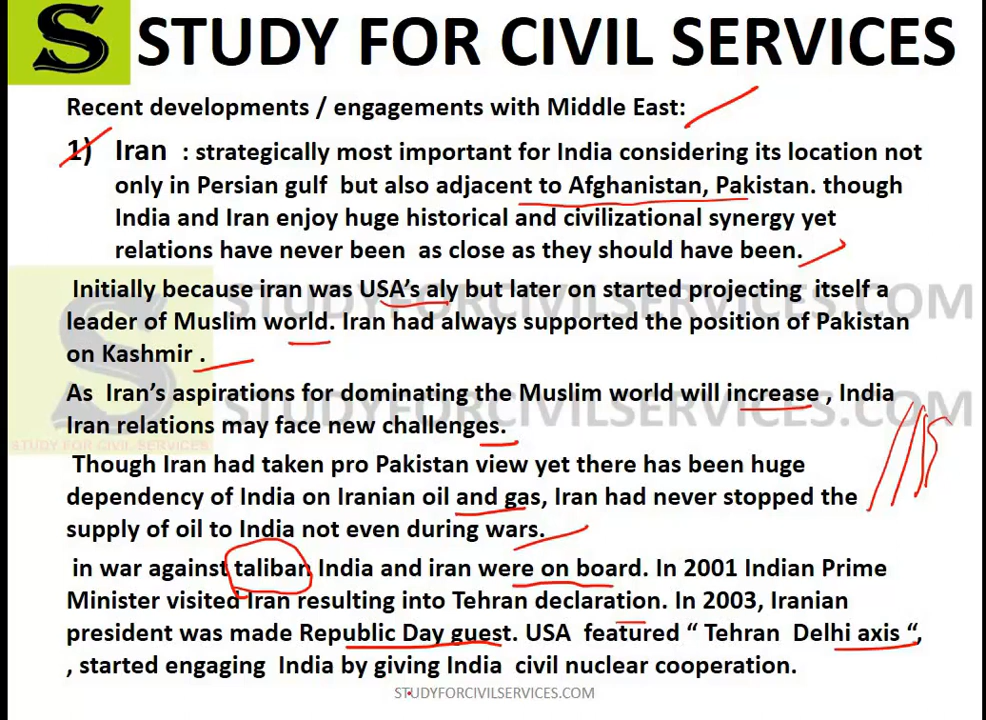 S STUDY FOR CIVIL SERVICES
Recent developments / engagements with Middle East:
1) Iran : strategically most important for India considering its location not
only in Persian gulf but also adjacent to Afghanistan, Pakistan. though
India and Iran enjoy huge historical and civilizational synergy yet
relations have never been as close as they should have been.
Initially because iran was USA's aly but later on started projecting itself a
leader of Muslim world. Iran had always supported the position of Pakistan
on Kashmir .
As Iran's aspirations for dominating the Muslim world will increase , India
Iran relations may face new challenges.
Though Iran had taken pro Pakistan view yet there has been huge
dependency of India on Iranian oil and gas, Iran had never stopped the
supply of oil to India not even during wars.
in war against taliban India and iran were on board. In 2001 Indian Prime
Minister visited Iran resulting into Tehran declaration. In 2003, Iranian
president was made Republic Day guest. USA featured “ Tehran Delhi axis “,
, started engaging India by giving India civil nuclear cooperation.
STUDYFORCIVILSERVICES.COM
STUDYFORCIVILSERVICES.COM
STUDYFORCIVILSERVICES.COM
STUDY FOR CIVIL SERVICES